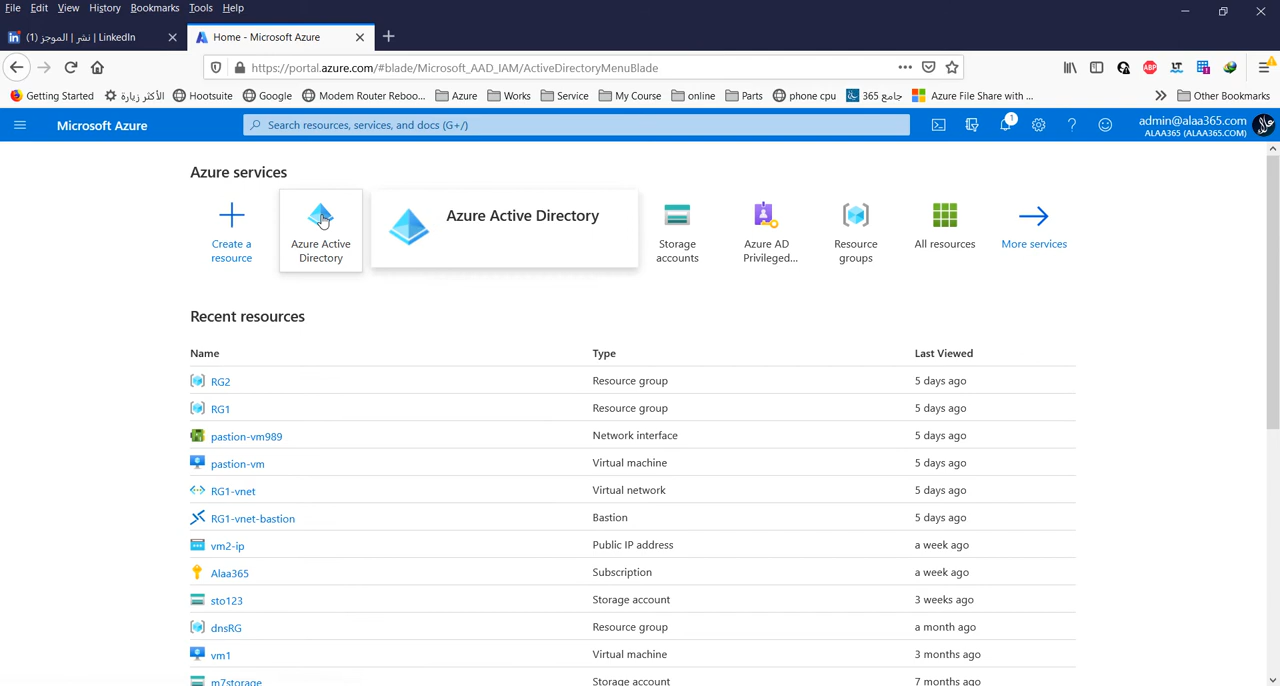 File Edit View History Bookmarks Tools Help
(1) نشر | الموجز | LinkedIn
Home - Microsoft Azure
https://portal.azure.com/#blade/Microsoft_AAD_IAM/ActiveDirectoryMenuBlade
Getting Started الأكثر زيارة Hootsuite Google Modem Router Reboo... Azure Works Service My Course online Parts phone cpu جامع 365 Azure File Share with ... Other Bookmarks
Microsoft Azure
Search resources, services, and docs (G+/)
1
admin@alaa365.com
ALAA365 (ALAA365.COM)
Azure services
Create a resource
Azure Active Directory
Azure Active Directory
Storage accounts
Azure AD Privileged...
Resource groups
All resources
More services
Recent resources
Name Type Last Viewed
RG2 Resource group 5 days ago
RG1 Resource group 5 days ago
pastion-vm989 Network interface 5 days ago
pastion-vm Virtual machine 5 days ago
RG1-vnet Virtual network 5 days ago
RG1-vnet-bastion Bastion 5 days ago
vm2-ip Public IP address a week ago
Alaa365 Subscription a week ago
sto123 Storage account 3 weeks ago
dnsRG Resource group a month ago
vm1 Virtual machine 3 months ago
m7storage Storage account 7 months ago